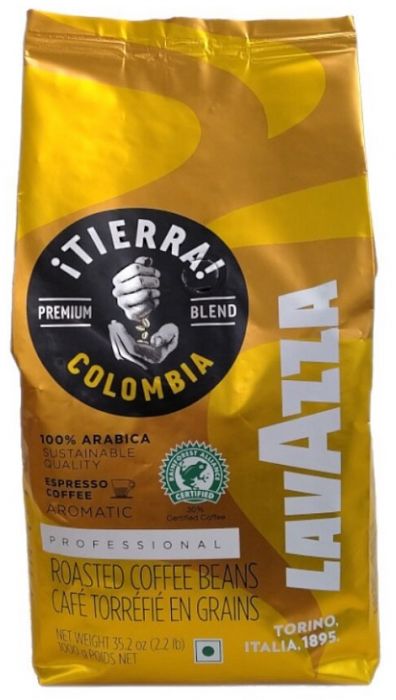 ¡TIERRA!
PREMIUM BLEND
COLOMBIA
100% ARABICA
SUSTAINABLE
QUALITY
ESPRESSO
COFFEE
AROMATIC
RAINFOREST ALLIANCE
CERTIFIED
30%
Certified Coffee
PROFESSIONAL
ROASTED COFFEE BEANS
CAFÉ TORRÉFIÉ EN GRAINS
NET WEIGHT 35.2 oz (2.2 lb)
1000 g POIDS NET
LAVAZZA
TORINO,
ITALIA, 1895.